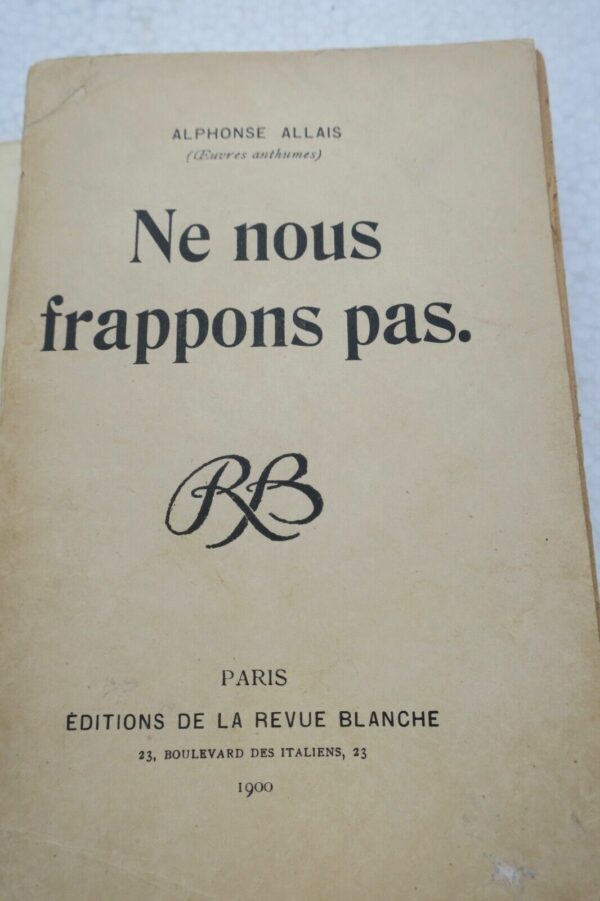 ALPHONSE ALLAIS
(Œuvres anthumes)
Ne nous
frappons pas.
RB
PARIS
ÉDITIONS DE LA REVUE BLANCHE
23, BOULEVARD DES ITALIENS, 23
1900